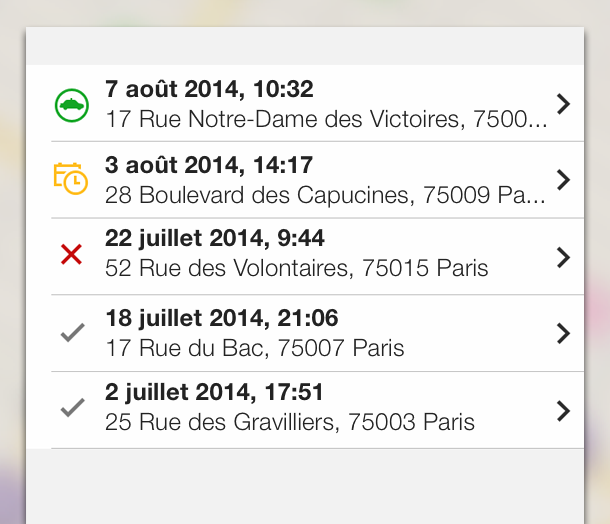 7 août 2014, 10:32
17 Rue Notre-Dame des Victoires, 7500...
3 août 2014, 14:17
28 Boulevard des Capucines, 75009 Pa...
22 juillet 2014, 9:44
52 Rue des Volontaires, 75015 Paris
18 juillet 2014, 21:06
17 Rue du Bac, 75007 Paris
2 juillet 2014, 17:51
25 Rue des Gravilliers, 75003 Paris